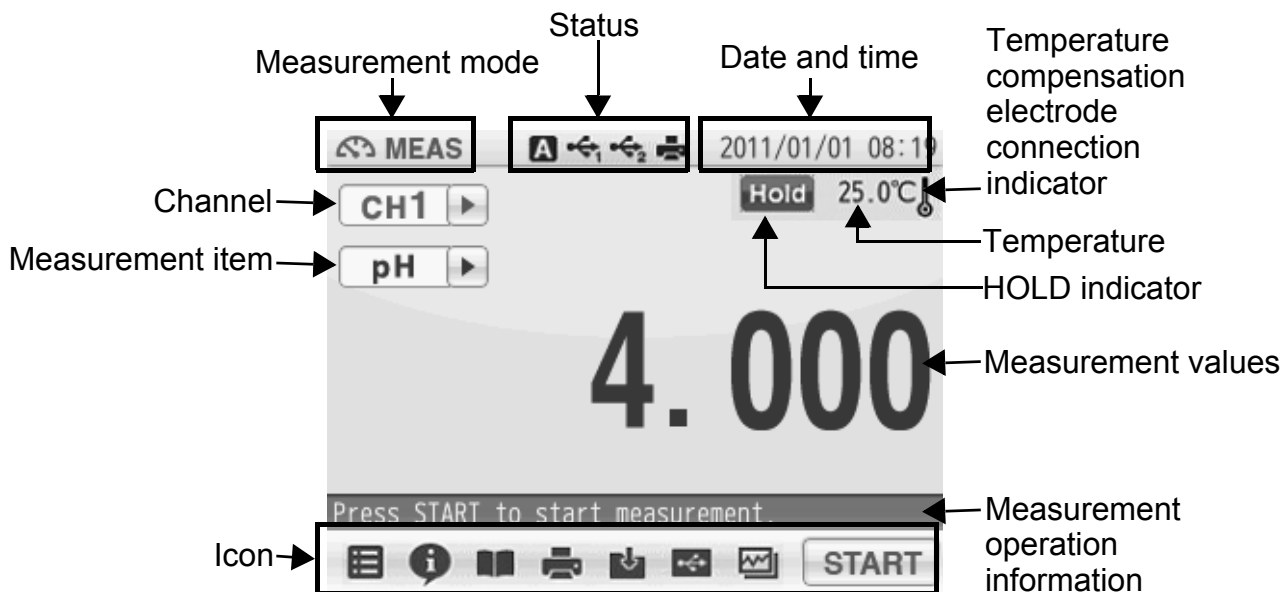 Status
Measurement mode
Date and time
Temperature
compensation
electrode
connection
indicator
MEAS
A 1 2
2011/01/01 08:19
Channel
CH1
Hold
25.0℃
Measurement item
pH
Temperature
HOLD indicator
4.000
Measurement values
Press START to start measurement.
Measurement
operation
information
Icon
START